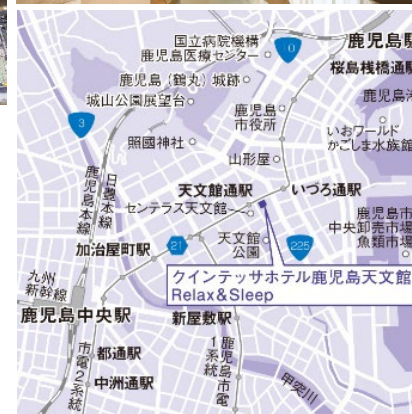 国立病院機構
鹿児島医療センター
10
鹿児島駅
桜島桟橋通
鹿児島（鶴丸）城跡
城山公園展望台
鹿児島
市役所
3
照國神社
いおワールド
かごしま水族館
山形屋
天文館通駅
いづろ通駅
センテラス天文館
日豊本線
鹿児島本線
加治屋町駅
21
天文館
公園
225
鹿児島市
中央卸売市場
魚類市場
クインテッサホテル鹿児島天文館
Relax&Sleep
九州
新幹線
鹿児島中央駅
新屋敷駅
都通駅
中洲通駅
市電2系統
鹿児島市電
1系統
甲突川